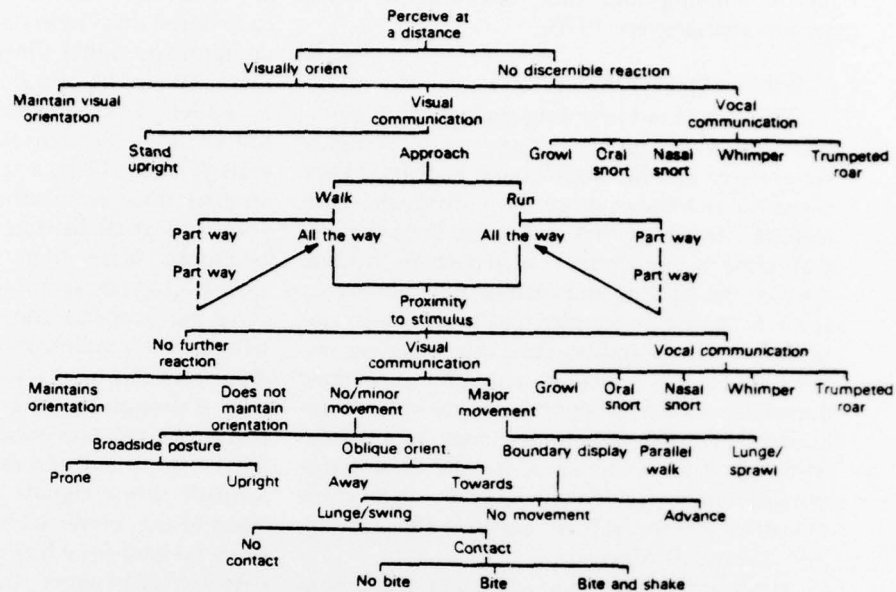 Perceive at
a distance
Visually orient
No discernible reaction
Maintain visual
orientation
Visual
communication
Vocal
communication
Stand
upright
Approach
Growl
Oral
snort
Nasal
snort
Whimper
Trumpeted
roar
Walk
Run
Part way
All the way
All the way
Part way
Part way
Part way
Proximity
to stimulus
No further
reaction
Visual
communication
Vocal communication
Maintains
orientation
Does not
maintain
orientation
No/minor
movement
Major
movement
Growl
Oral
snort
Nasal
snort
Whimper
Trumpeted
roar
Broadside posture
Oblique orient.
Boundary display
Parallel
walk
Lunge/
sprawl
Prone
Upright
Away
Towards
Lunge/swing
No movement
Advance
No
contact
Contact
No bite
Bite
Bite and shake